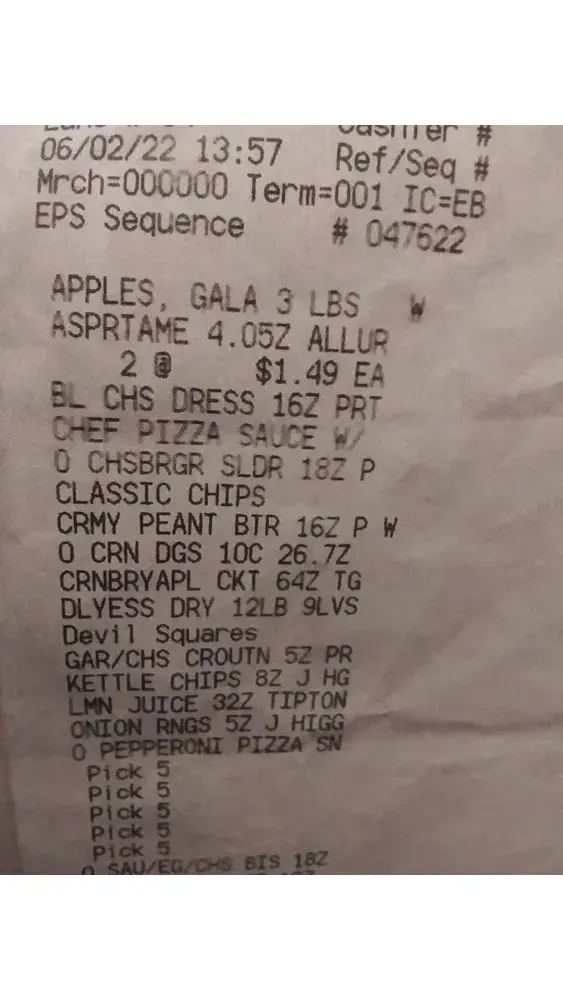 Cashier #
06/02/22 13:57 Ref/Seq #
Mrch=000000 Term=001 IC=EB
EPS Sequence # 047622
APPLES, GALA 3 LBS W
ASPRTAME 4.05Z ALLUR
2 @ $1.49 EA
BL CHS DRESS 16Z PRT
CHEF PIZZA SAUCE W/
O CHSBRGR SLDR 18Z P
CLASSIC CHIPS
CRMY PEANT BTR 16Z P W
O CRN DGS 10C 26.7Z
CRNBRYAPL CKT 64Z TG
DLYESS DRY 12LB 9LVS
Devil Squares
GAR/CHS CROUTN 5Z PR
KETTLE CHIPS 8Z J HG
LMN JUICE 32Z TIPTON
ONION RNGS 5Z J HIGG
O PEPPERONI PIZZA SN
Pick 5
Pick 5
Pick 5
Pick 5
Pick 5
O SAU/EG/CHS BIS 18Z